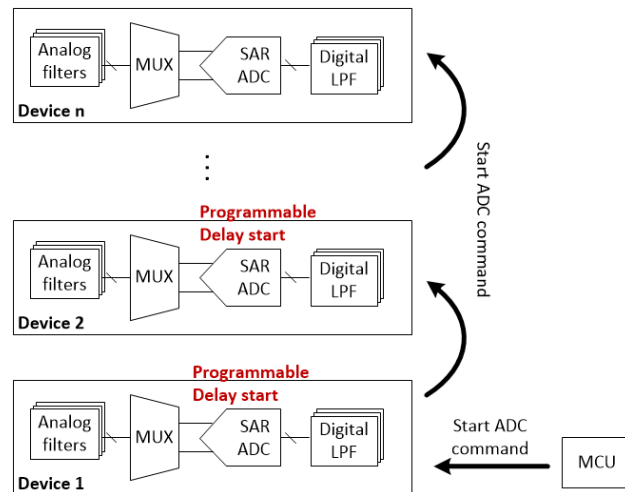 Analog
filters
MUX
SAR
ADC
Digital
LPF
Device n
Start ADC command
Programmable
Delay start
Analog
filters
MUX
SAR
ADC
Digital
LPF
Device 2
Programmable
Delay start
Analog
filters
MUX
SAR
ADC
Digital
LPF
Device 1
Start ADC
command
MCU